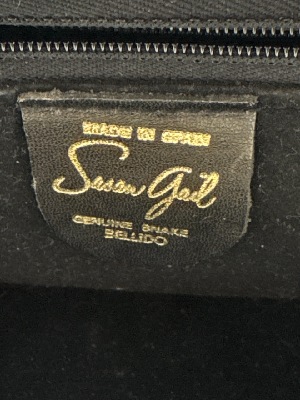 MADE IN SPAIN
Susan Gail
GENUINE SNAKE
BELLIDO